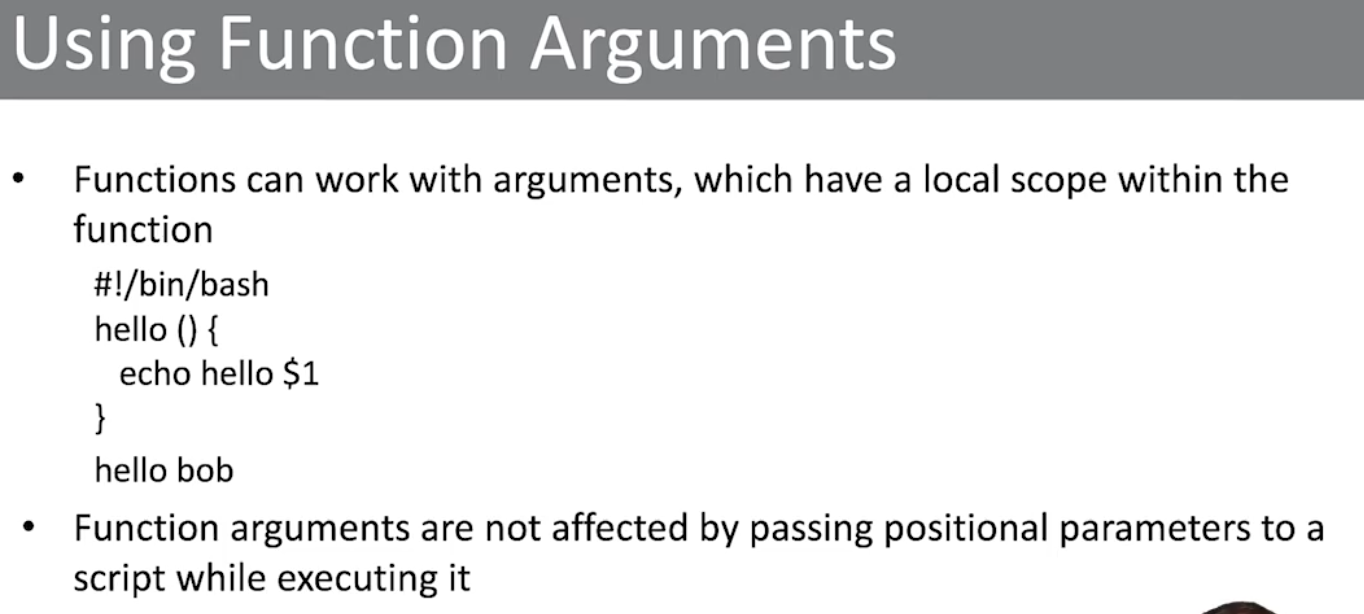 Using Function Arguments
• Functions can work with arguments, which have a local scope within the
function
#!/bin/bash
hello () {
echo hello $1
}
hello bob
• Function arguments are not affected by passing positional parameters to a
script while executing it